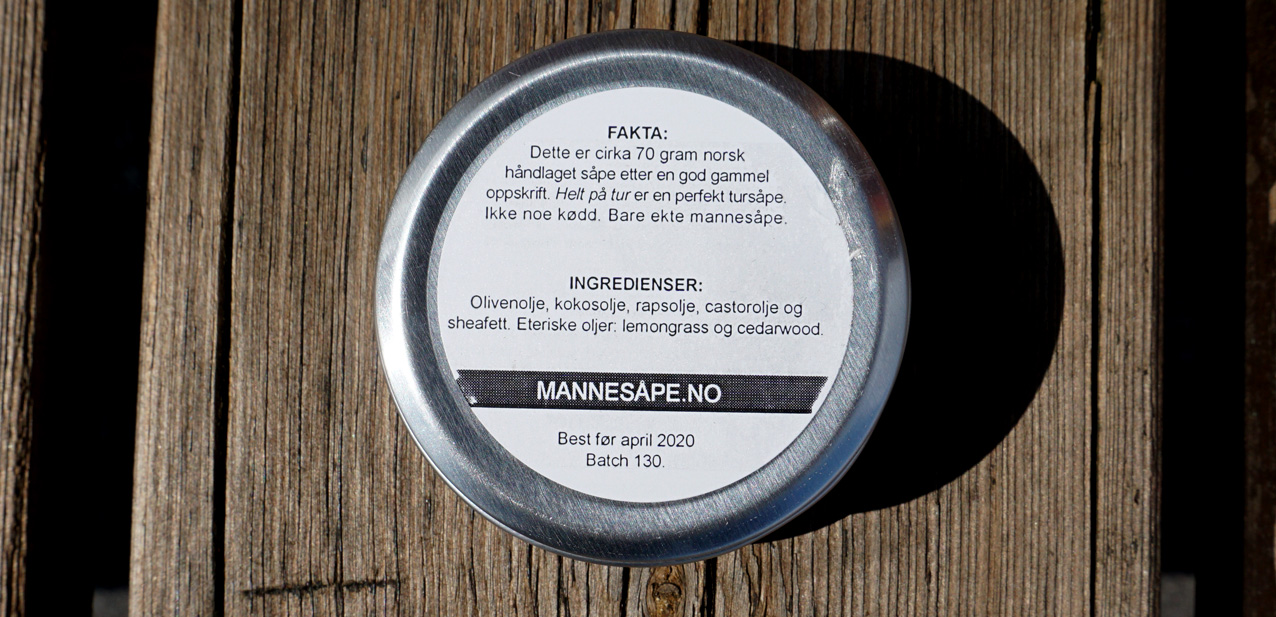 FAKTA:
Dette er cirka 70 gram norsk
håndlaget såpe etter en god gammel
oppskrift. Helt på tur er en perfekt tursåpe.
Ikke noe kødd. Bare ekte mannesåpe.
INGREDIENSER:
Olivenolje, kokosolje, rapsolje, castorolje og
sheafett. Eteriske oljer: lemongrass og cedarwood.
MANNESÅPE.NO
Best før april 2020
Batch 130.